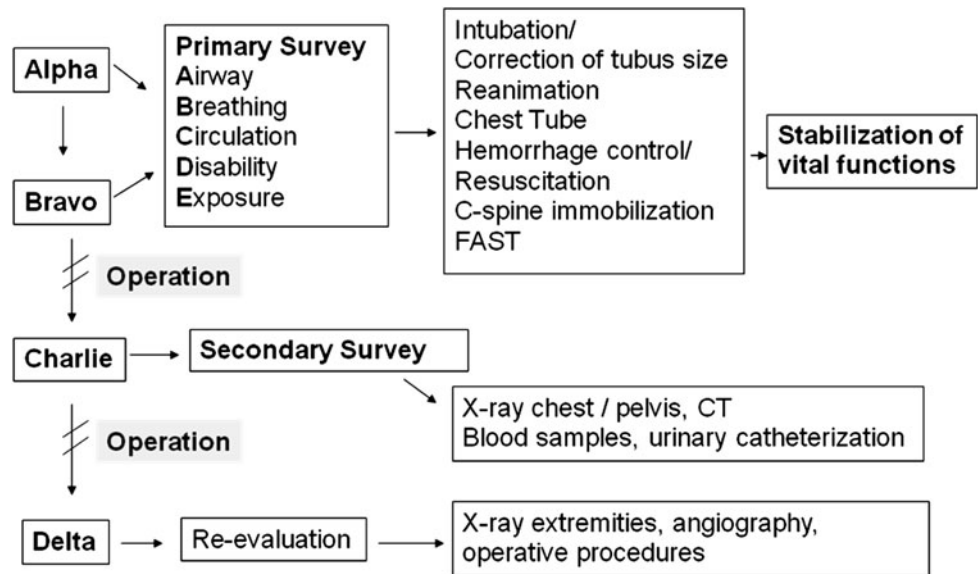 Alpha
Primary Survey
Airway
Breathing
Circulation
Disability
Exposure
Intubation/
Correction of tubus size
Reanimation
Chest Tube
Hemorrhage control/
Resuscitation
C-spine immobilization
FAST
Stabilization of
vital functions
Bravo
Operation
Charlie
Secondary Survey
X-ray chest / pelvis, CT
Blood samples, urinary catheterization
Operation
Delta
Re-evaluation
X-ray extremities, angiography,
operative procedures